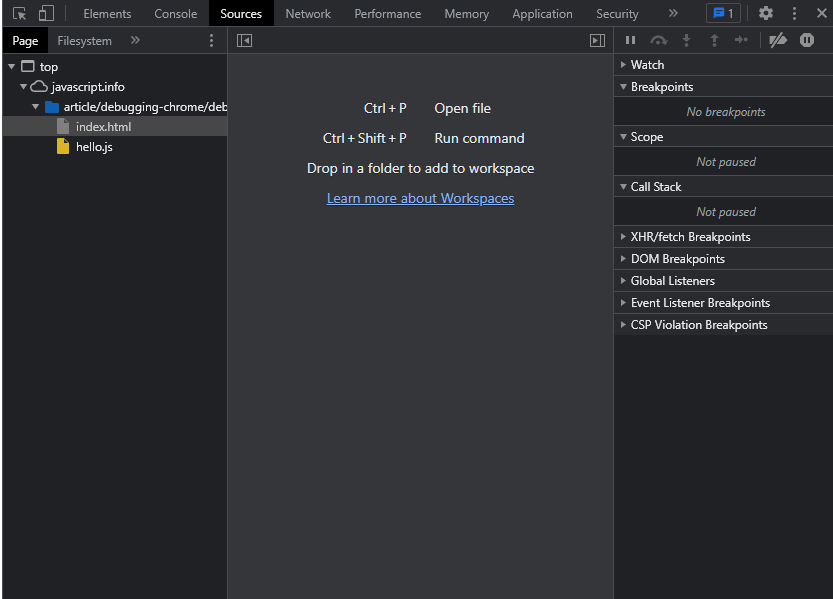 Elements Console Sources Network Performance Memory Application Security » 1
Page Filesystem »
top
javascript.info
article/debugging-chrome/deb
index.html
hello.js
Ctrl + P Open file
Ctrl + Shift + P Run command
Drop in a folder to add to workspace
Learn more about Workspaces
Watch
Breakpoints
No breakpoints
Scope
Not paused
Call Stack
Not paused
XHR/fetch Breakpoints
DOM Breakpoints
Global Listeners
Event Listener Breakpoints
CSP Violation Breakpoints